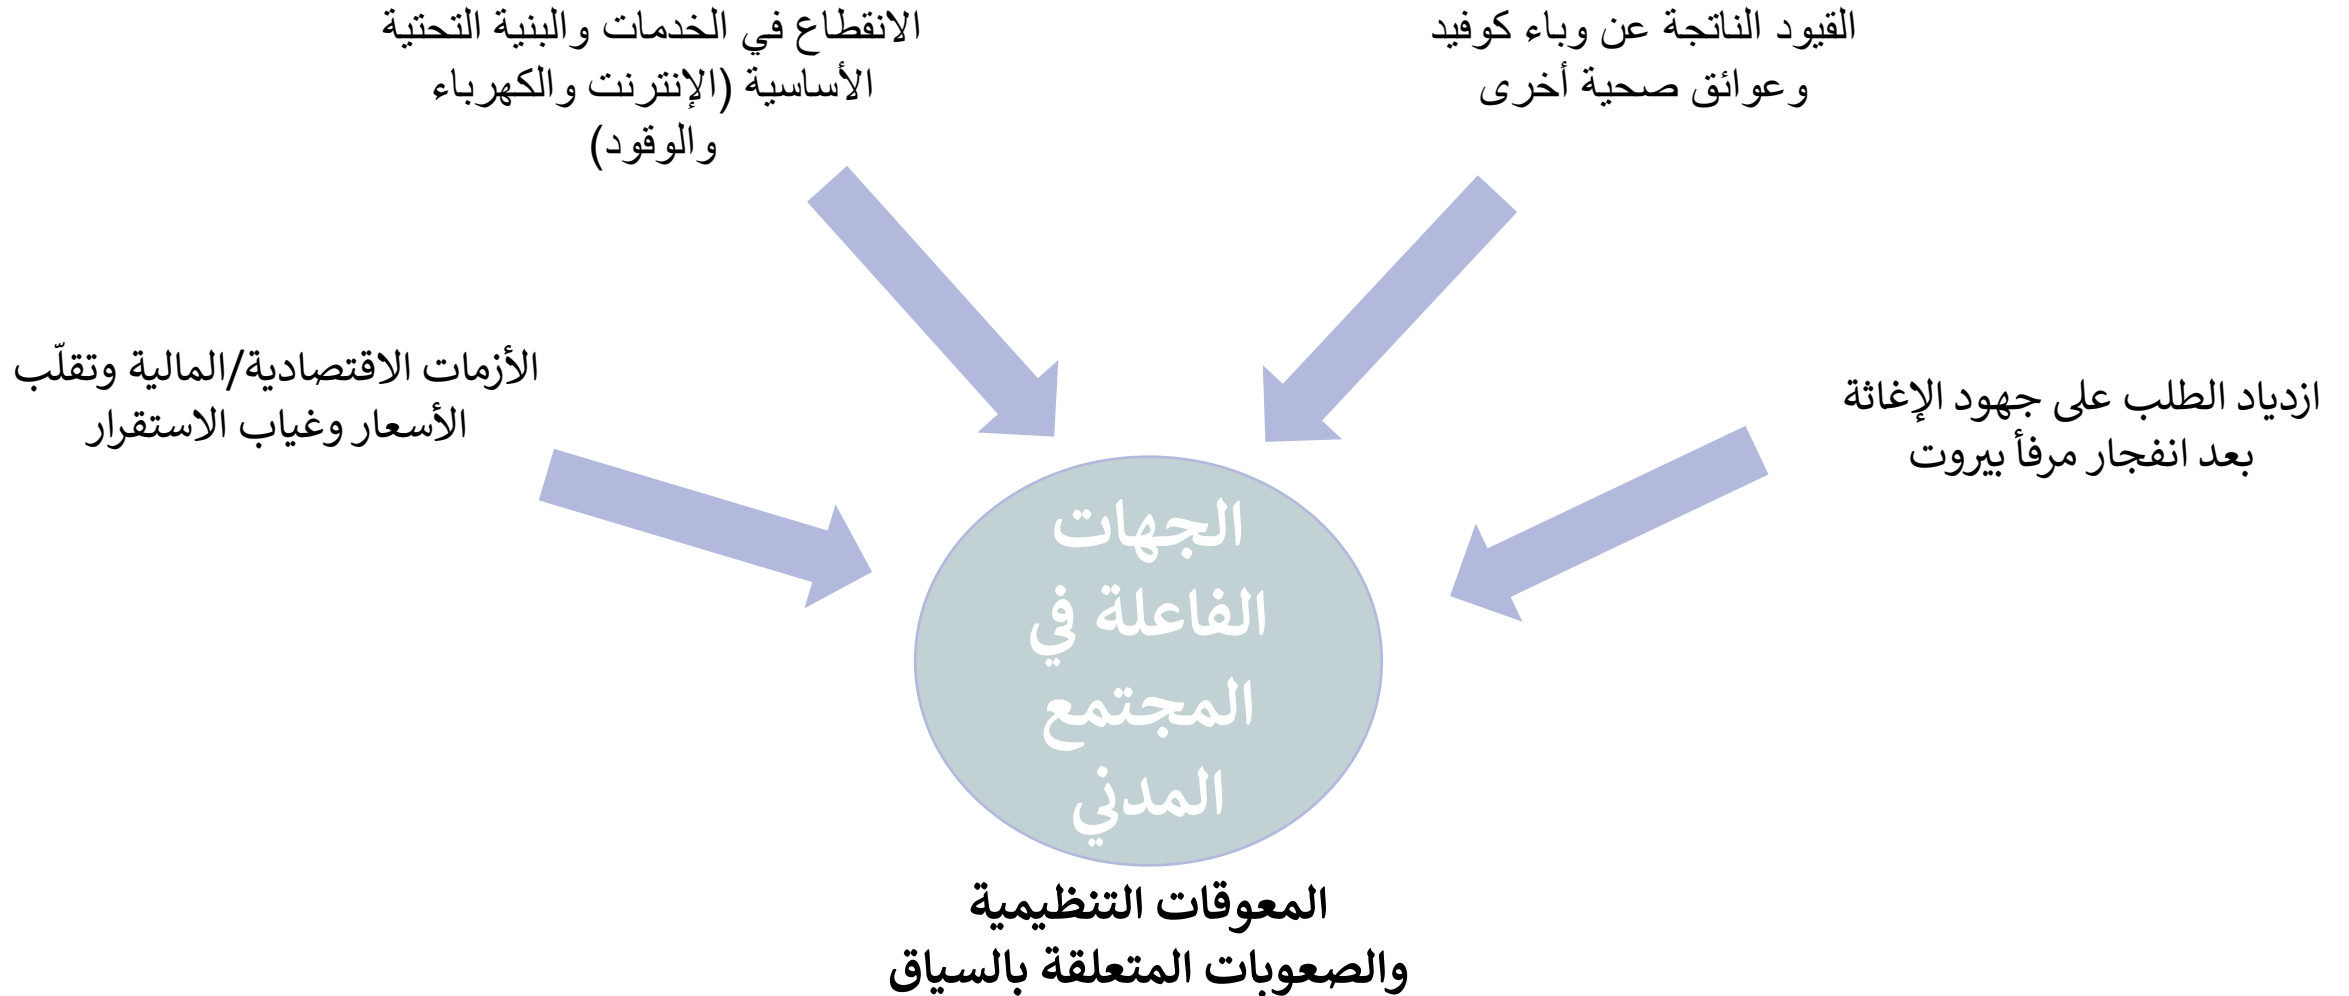 القيود الناتجة عن وباء كوفيد
وعوائق صحية أخرى
الانقطاع في الخدمات والبنية التحتية
الأساسية (الإنترنت والكهرباء
والوقود)
ازدياد الطلب على جهود الإغاثة
بعد انفجار مرفأ بيروت
الأزمات الاقتصادية/المالية وتقلّب
الأسعار وغياب الاستقرار
الجهات
الفاعلة في
المجتمع
المدني
المعوقات التنظيمية
والصعوبات المتعلقة بالسياق